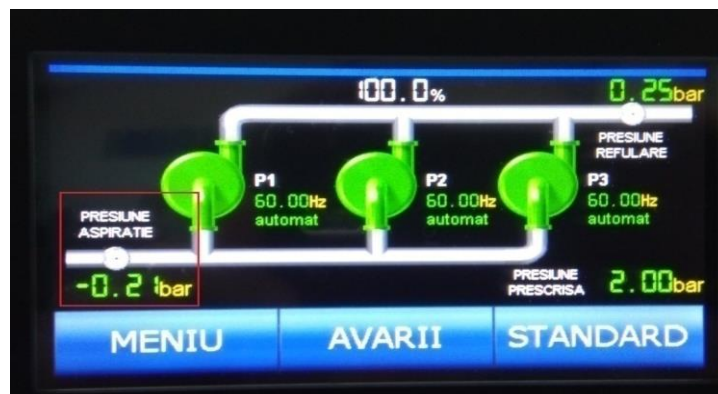 100.0%
0.25bar
PRESIUNE
REFULARE
P1
60.00Hz
automat
P2
60.00Hz
automat
P3
60.00Hz
automat
PRESIUNE
ASPIRATIE
-0.21bar
PRESIUNE
PRESCRISA
2.00bar
MENIU
AVARII
STANDARD